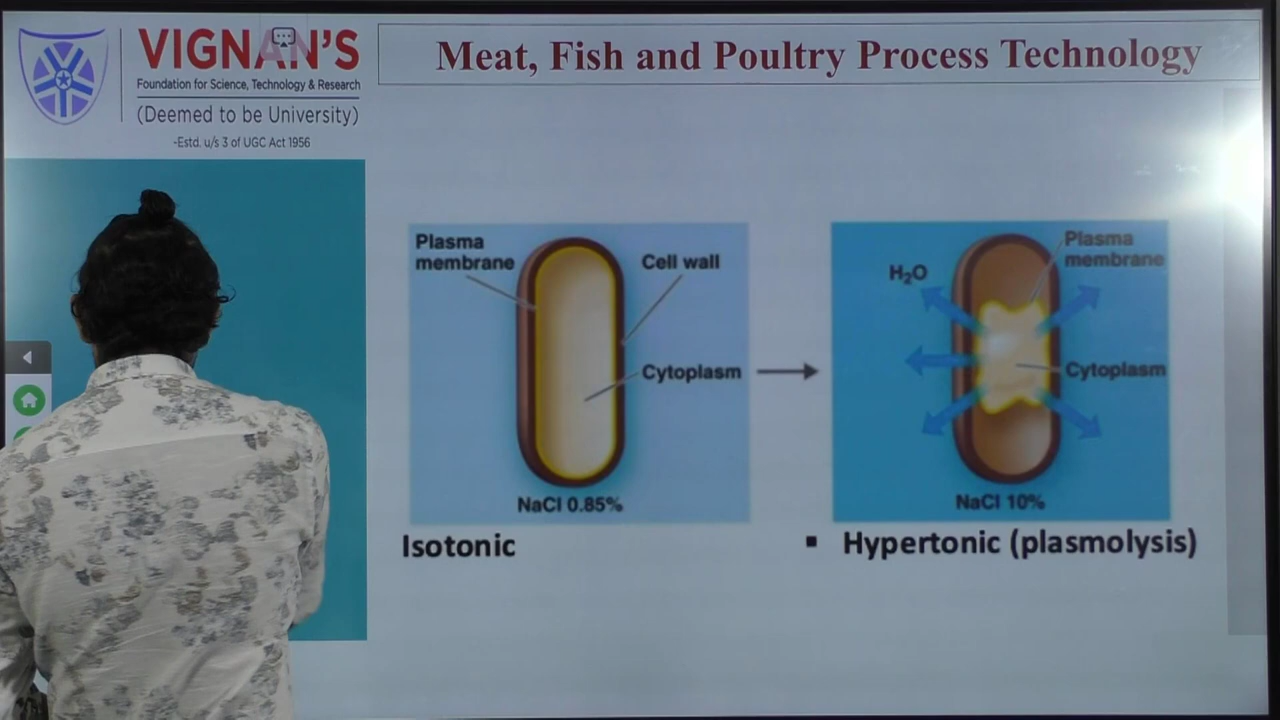 VIGNAN'S
Foundation for Science, Technology & Research
(Deemed to be University)
-Estd. u/s 3 of UGC Act 1956
Meat, Fish and Poultry Process Technology
Plasma
membrane
Cell wall
Cytoplasm
NaCl 0.85%
Isotonic
H₂O
Plasma
membrane
Cytoplasm
NaCl 10%
▪ Hypertonic (plasmolysis)